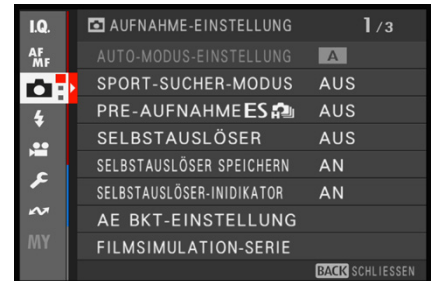 I.Q.
AUFNAHME-EINSTELLUNG 1/3
AF MF
AUTO-MODUS-EINSTELLUNG A
SPORT-SUCHER-MODUS AUS
PRE-AUFNAHME ES H AUS
SELBSTAUSLÖSER AUS
SELBSTAUSLÖSER SPEICHERN AN
SELBSTAUSLÖSER-INIDIKATOR AN
AE BKT-EINSTELLUNG
MY
FILMSIMULATION-SERIE
BACK SCHLIESSEN